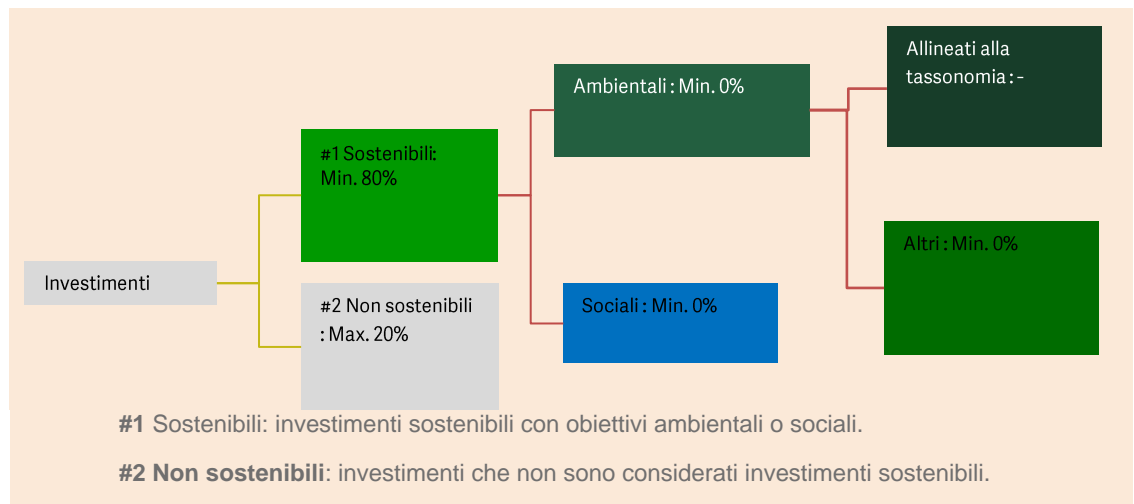 Investimenti
#1 Sostenibili:
Min. 80%
#2 Non sostenibili
: Max. 20%
Ambientali : Min. 0%
Sociali : Min. 0%
Allineati alla
tassonomia : -
Altri : Min. 0%
#1 Sostenibili: investimenti sostenibili con obiettivi ambientali o sociali.
#2 Non sostenibili: investimenti che non sono considerati investimenti sostenibili.